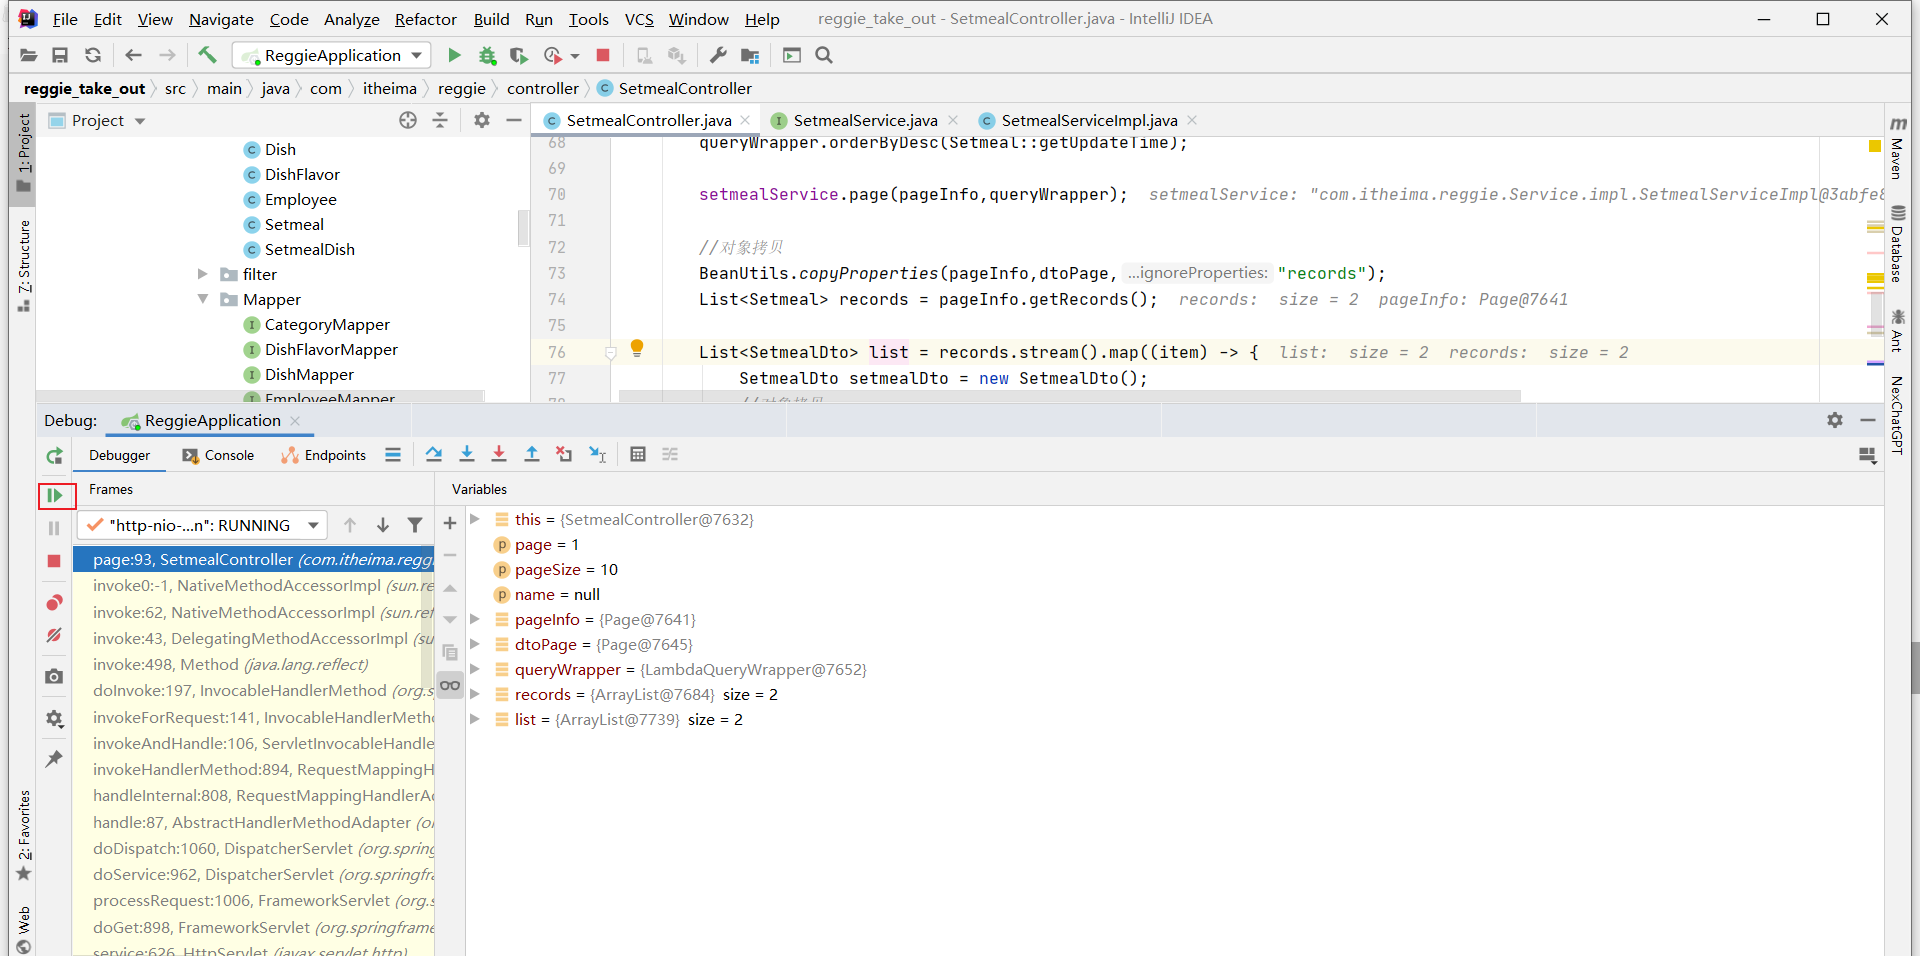 File Edit View Navigate Code Analyze Refactor Build Run Tools VCS Window Help reggie_take_out - SetmealController.java - IntelliJ IDEA
ReggieApplication
reggie_take_out src main java com itheima reggie controller C SetmealController
Project
SetmealController.java SetmealService.java SetmealServiceImpl.java
1: Project
Z: Structure
2: Favorites
Web
Dish
DishFlavor
Employee
Setmeal
SetmealDish
filter
Mapper
CategoryMapper
DishFlavorMapper
DishMapper
EmployeeMapper
68 queryWrapper.orderByDesc(Setmeal::getUpdateTime);
69
70 setmealService.page(pageInfo,queryWrapper); setmealService: "com.itheima.reggie.Service.impl.SetmealServiceImpl@3abfe8
71
72 //对象拷贝
73 BeanUtils.copyProperties(pageInfo,dtoPage, ...ignoreProperties: "records");
74 List<Setmeal> records = pageInfo.getRecords(); records: size = 2 pageInfo: Page@7641
75
76 List<SetmealDto> list = records.stream().map((item) -> { list: size = 2 records: size = 2
77 SetmealDto setmealDto = new SetmealDto();
//对象拷贝
m Maven
Database
Ant
NexChatGPT
Debug: ReggieApplication
Debugger Console Endpoints
Frames
"http-nio-...n": RUNNING
page:93, SetmealController (com.itheima.regg
invoke0:-1, NativeMethodAccessorImpl (sun.re
invoke:62, NativeMethodAccessorImpl (sun.ref
invoke:43, DelegatingMethodAccessorImpl (su
invoke:498, Method (java.lang.reflect)
doInvoke:197, InvocableHandlerMethod (org.s
invokeForRequest:141, InvocableHandlerMetho
invokeAndHandle:106, ServletInvocableHandle
invokeHandlerMethod:894, RequestMappingH
handleInternal:808, RequestMappingHandlerA
handle:87, AbstractHandlerMethodAdapter (o
doDispatch:1060, DispatcherServlet (org.spring
doService:962, DispatcherServlet (org.springfra
processRequest:1006, FrameworkServlet (org.s
doGet:898, FrameworkServlet (org.springframe
service:626, HttpServlet (javax.servlet.http)
Variables
this = {SetmealController@7632}
p page = 1
p pageSize = 10
p name = null
pageInfo = {Page@7641}
dtoPage = {Page@7645}
queryWrapper = {LambdaQueryWrapper@7652}
records = {ArrayList@7684} size = 2
list = {ArrayList@7739} size = 2